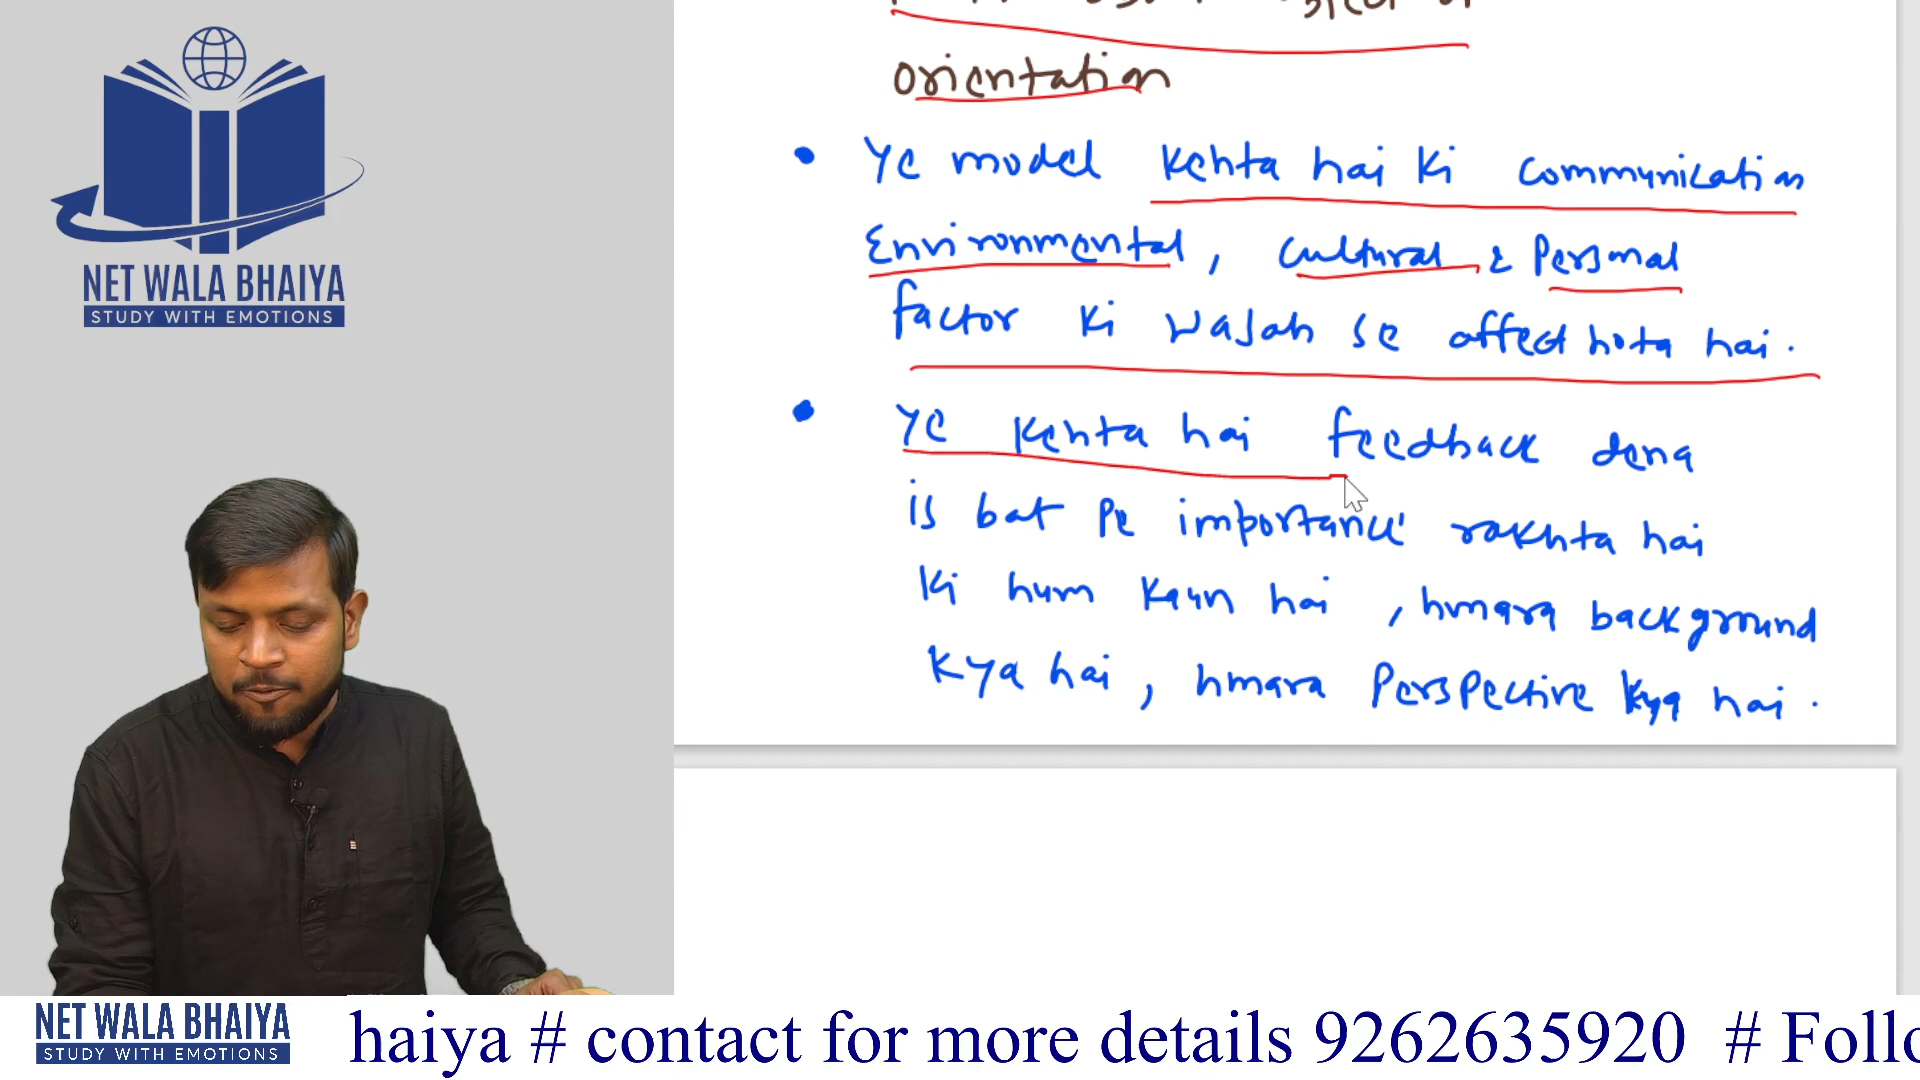 NET WALA BHAIYA
STUDY WITH EMOTIONS
orientation
• Ye model kehta hai ki communication
Environmental, cultural & Personal
factor ki wajah se affect hota hai.
• Ye kehta hai feedback dena
is bat pe importance rakhta hai
ki hum kaun hai, hmara background
kya hai, hmara Perspective kya hai.
NET WALA BHAIYA
STUDY WITH EMOTIONS
haiya # contact for more details 9262635920 # Follo